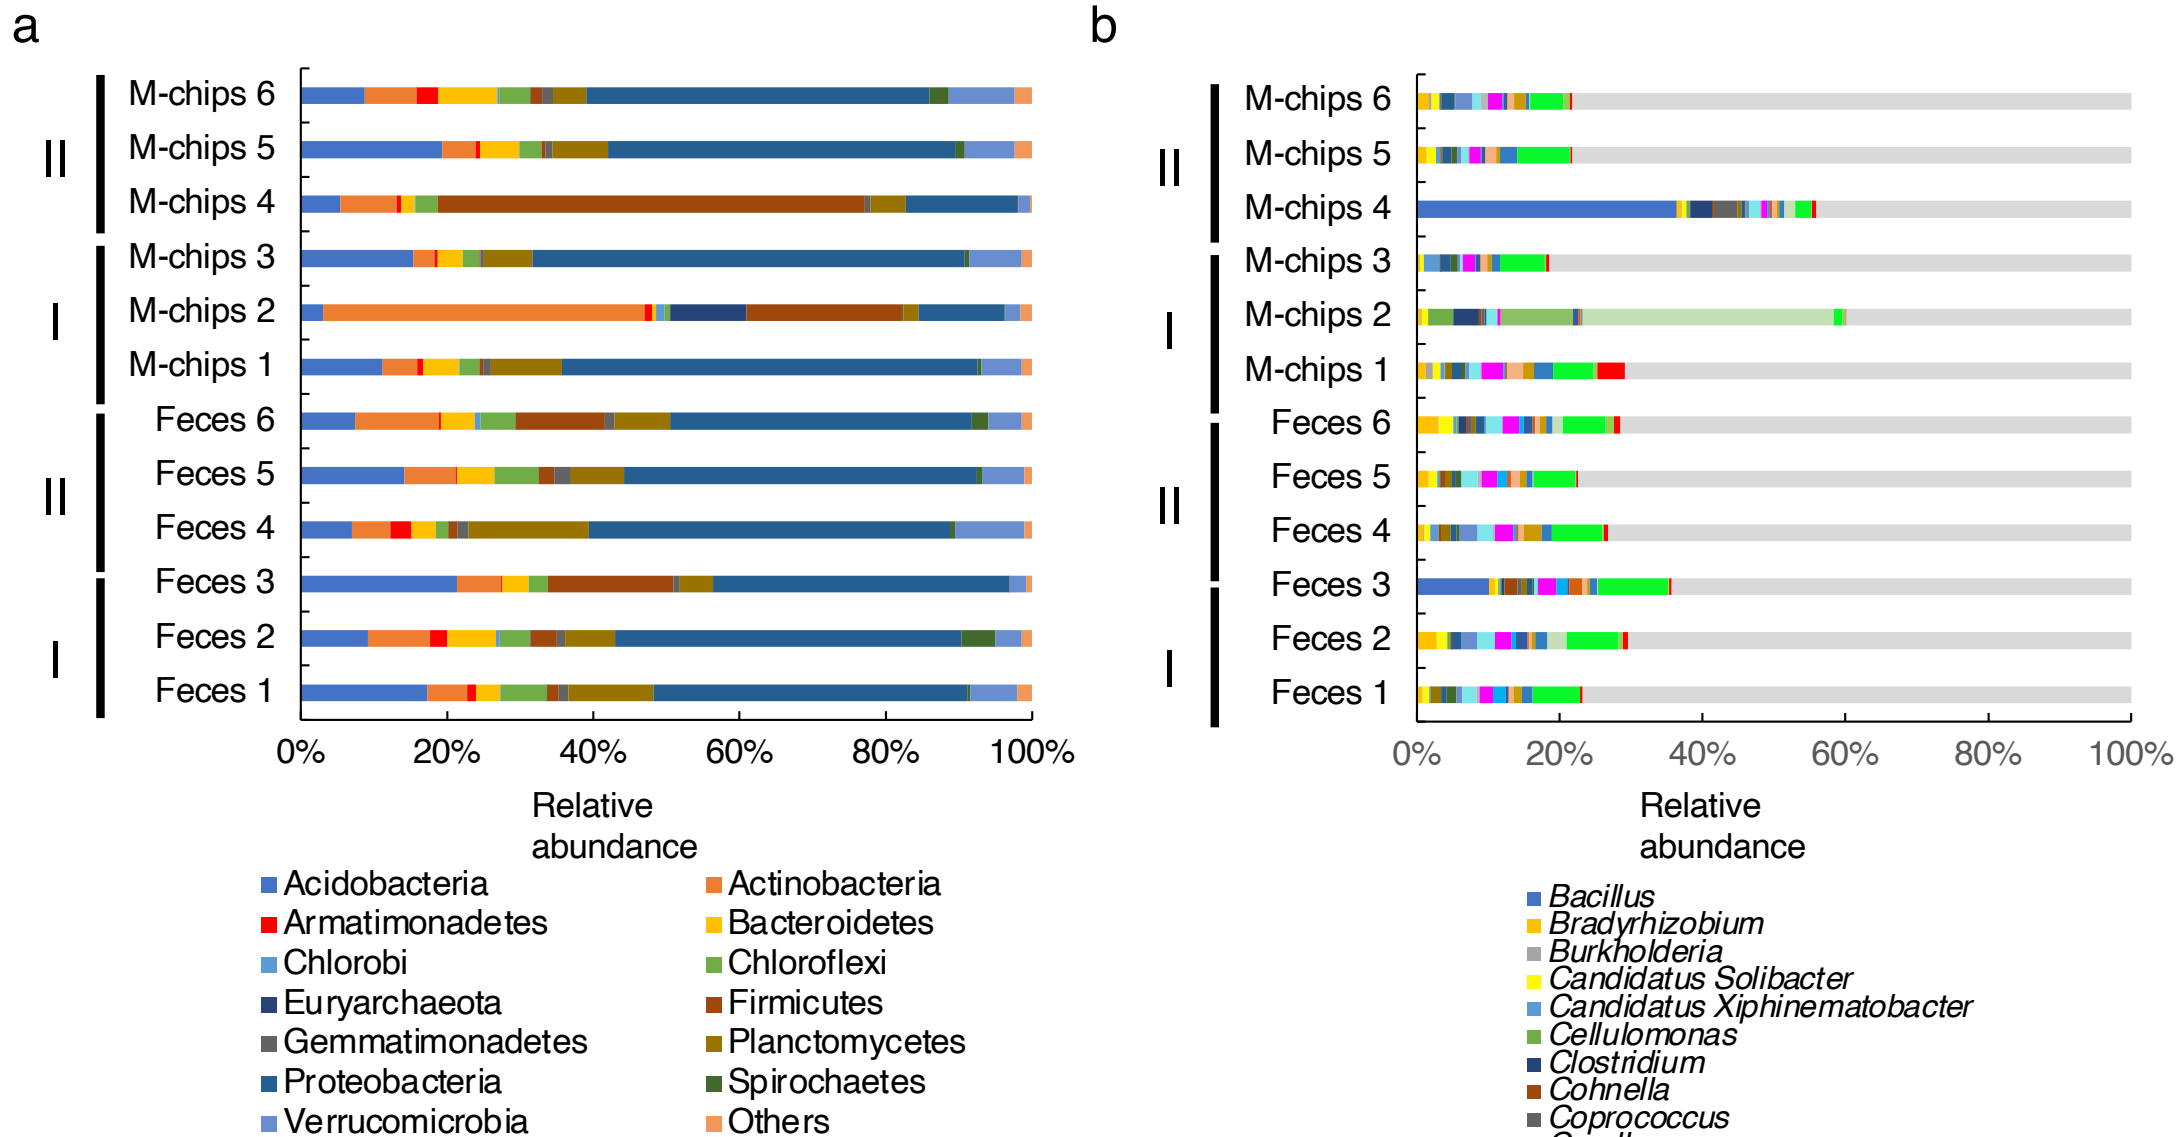 a
M-chips 6
M-chips 5
II
M-chips 4
M-chips 3
M-chips 2
I
M-chips 1
Feces 6
Feces 5
II
Feces 4
Feces 3
Feces 2
I
Feces 1
0% 20% 40% 60% 80% 100%
Relative
abundance
Acidobacteria Actinobacteria
Armatimonadetes Bacteroidetes
Chlorobi Chloroflexi
Euryarchaeota Firmicutes
Gemmatimonadetes Planctomycetes
Proteobacteria Spirochaetes
Verrucomicrobia Others
b
M-chips 6
M-chips 5
II
M-chips 4
M-chips 3
M-chips 2
I
M-chips 1
Feces 6
Feces 5
II
Feces 4
Feces 3
Feces 2
I
Feces 1
0% 20% 40% 60% 80% 100%
Relative
abundance
Bacillus
Bradyrhizobium
Burkholderia
Candidatus Solibacter
Candidatus Xiphinematobacter
Cellulomonas
Clostridium
Cohnella
Coprococcus